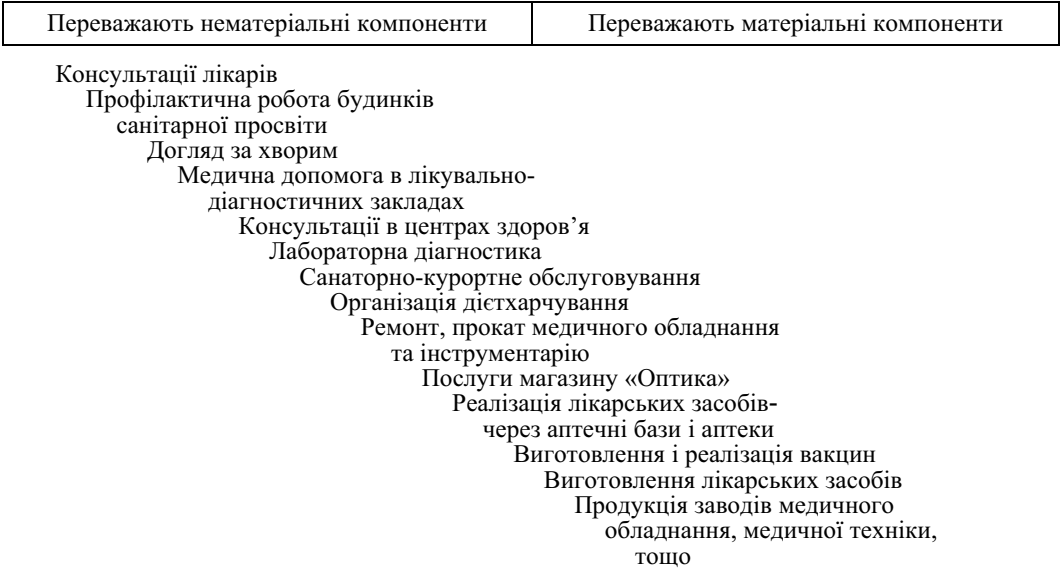 Переважають нематеріальні компоненти
Переважають матеріальні компоненти
Консультації лікарів
Профілактична робота будинків
санітарної просвіти
Догляд за хворим
Медична допомога в лікувально-
діагностичних закладах
Консультації в центрах здоров’я
Лабораторна діагностика
Санаторно-курортне обслуговування
Організація дієтхарчування
Ремонт, прокат медичного обладнання
та інструментарію
Послуги магазину «Оптика»
Реалізація лікарських засобів-
через аптечні бази і аптеки
Виготовлення і реалізація вакцин
Виготовлення лікарських засобів
Продукція заводів медичного
обладнання, медичної техніки,
тощо